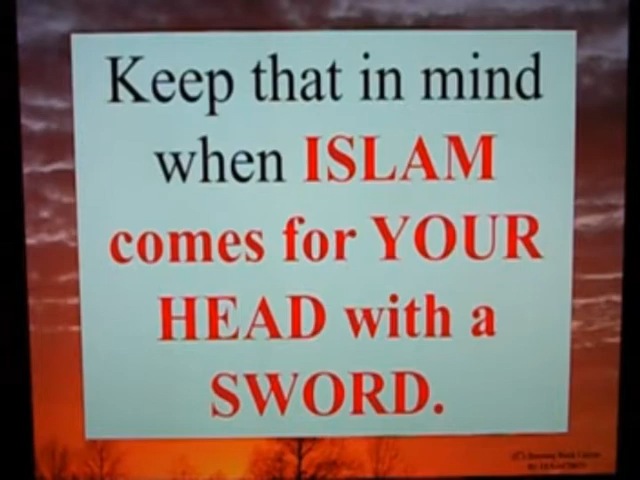 Keep that in mind
when ISLAM
comes for YOUR
HEAD with a
SWORD.